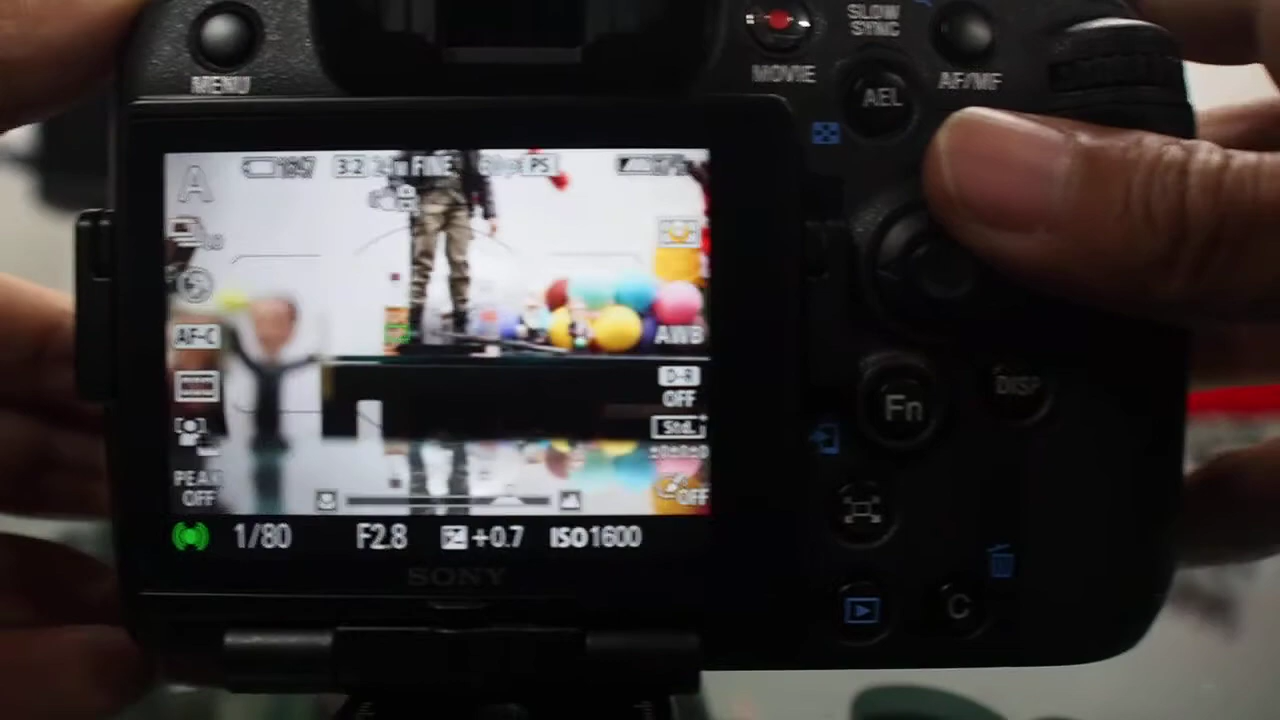 MENU
SLOW
SYNC
MOVIE
AEL
AF/MF
A
3:2
FINE
PS
AF-C
AWB
D-R
OFF
Std.
PEAK
OFF
OFF
1/80
F2.8
+0.7
ISO1600
SONY
Fn
DISP
C